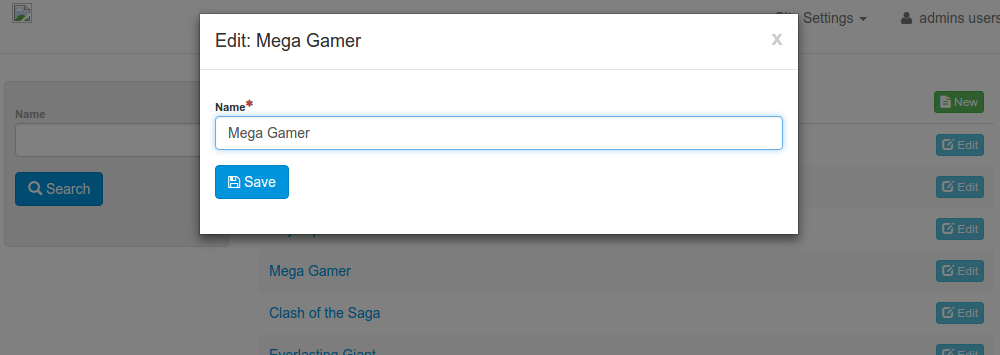 Site Settings
admins users
Edit: Mega Gamer
x
Name*
Mega Gamer
Save
Name
Search
New
Edit
Edit
Edit
Mega Gamer
Edit
Clash of the Saga
Edit
Everlasting Giant
Edit